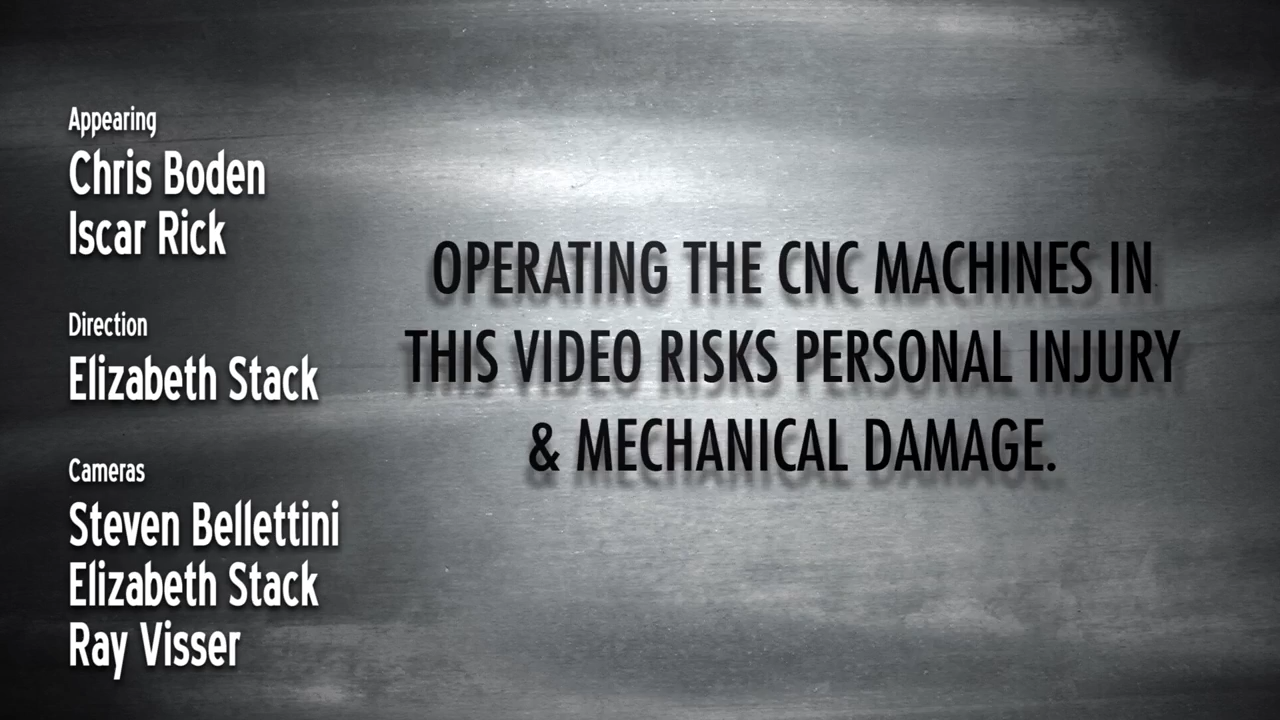 Appearing
Chris Boden
Iscar Rick
Direction
Elizabeth Stack
Cameras
Steven Bellettini
Elizabeth Stack
Ray Visser
OPERATING THE CNC MACHINES IN
THIS VIDEO RISKS PERSONAL INJURY
& MECHANICAL DAMAGE.